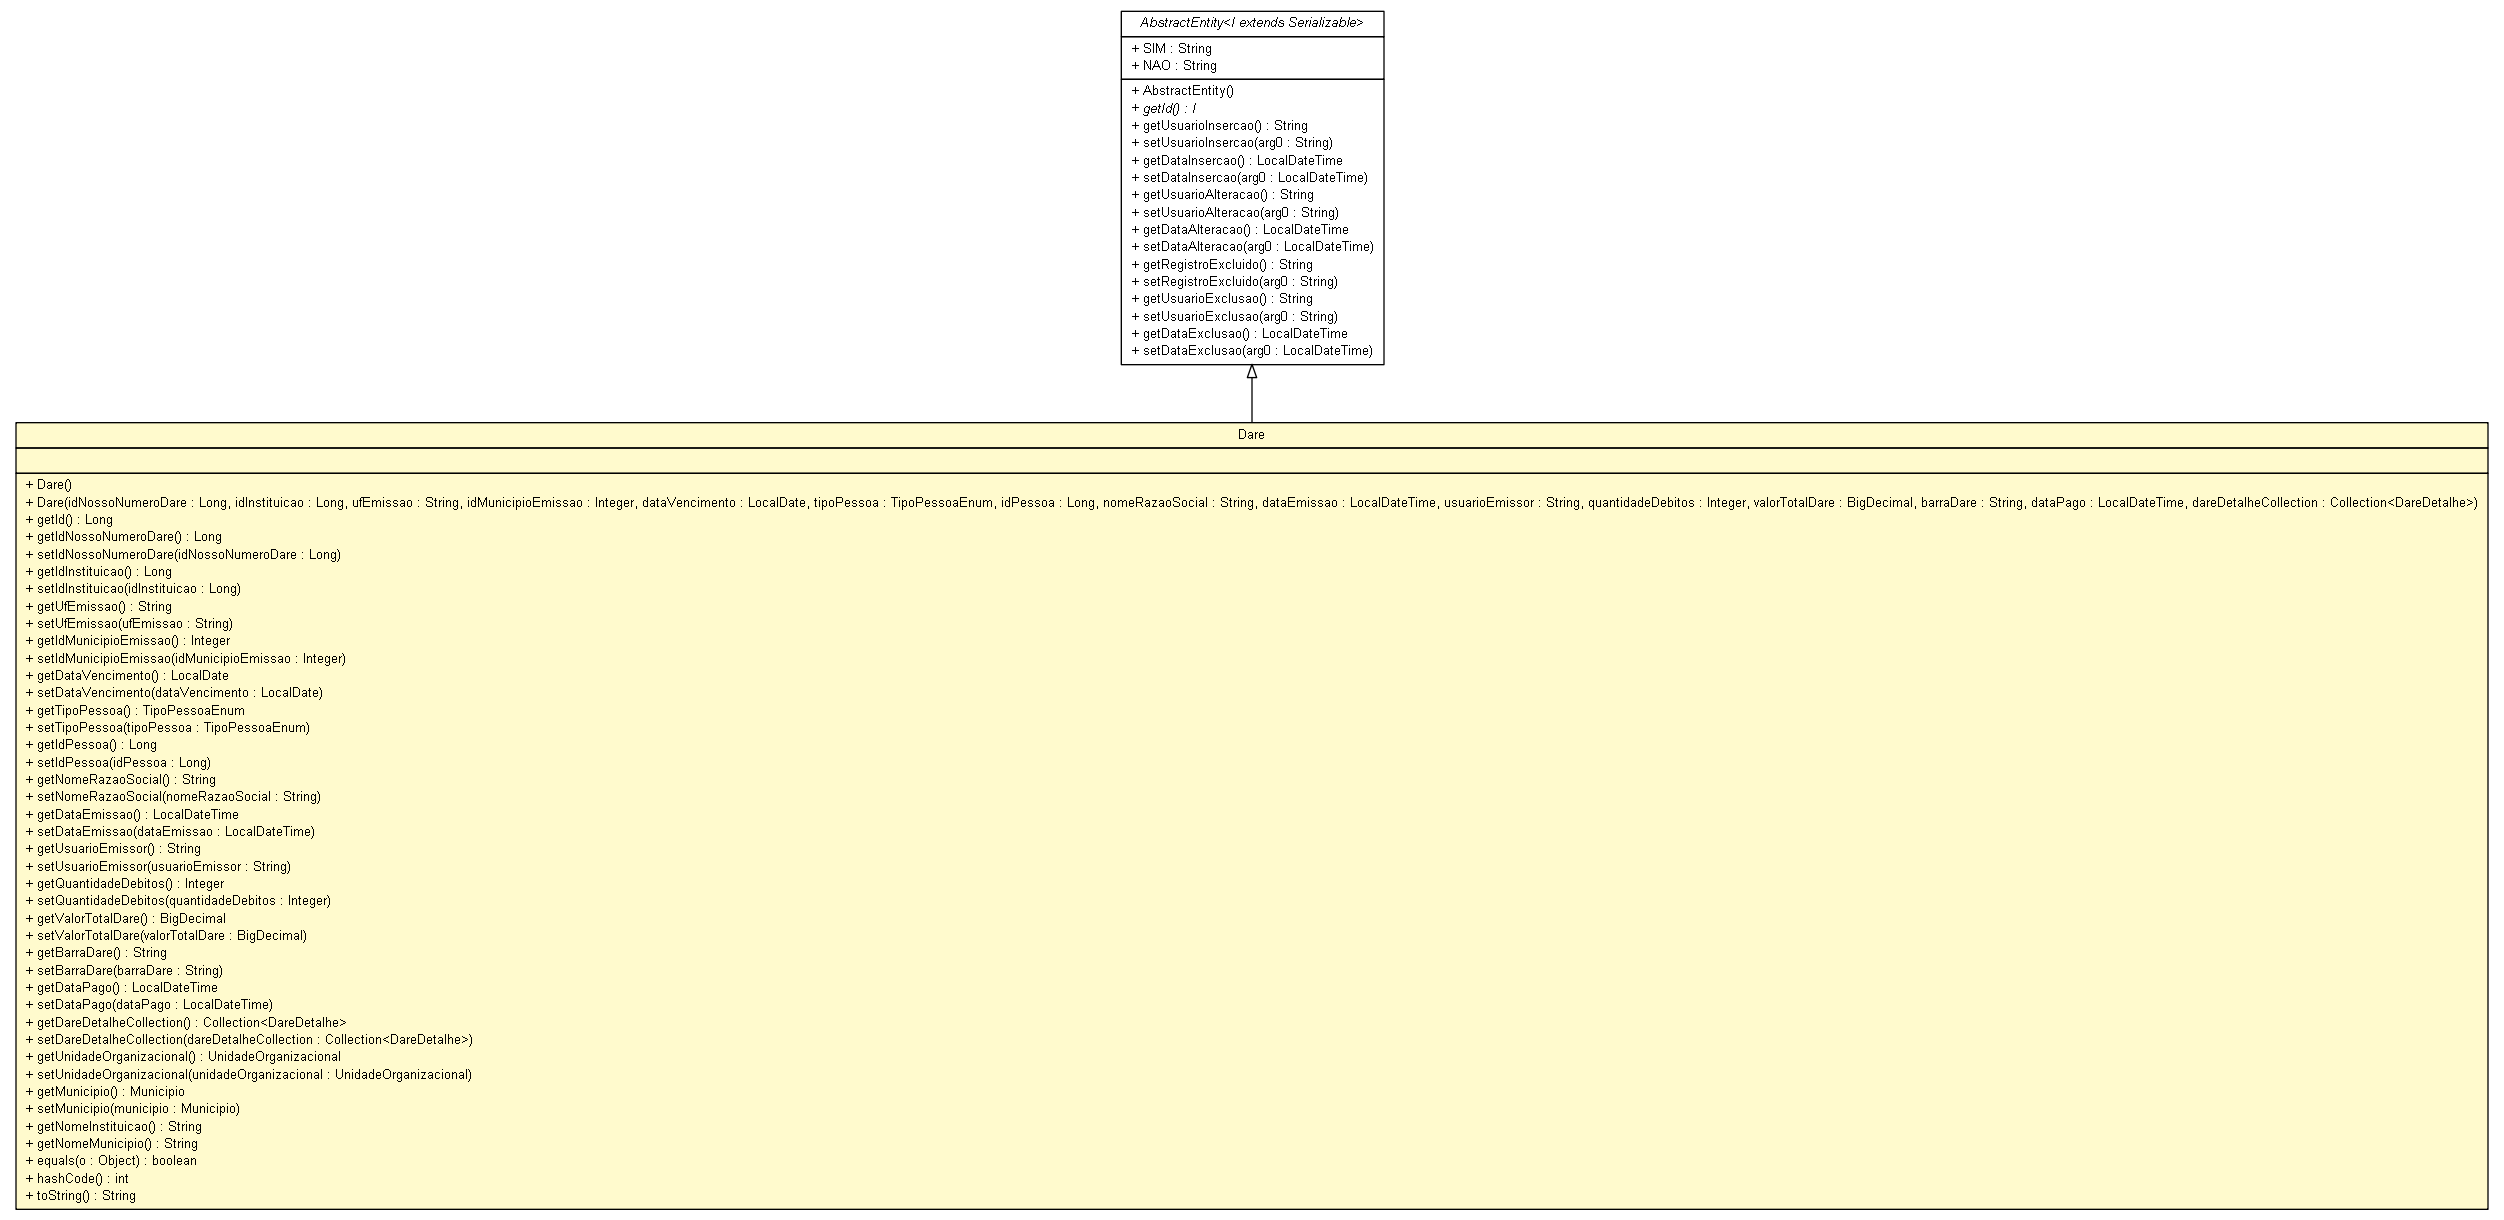 AbstractEntity<I extends Serializable>
+ SIM : String
+ NAO : String
+ AbstractEntity()
+ getId() : I
+ getUsuarioInsercao() : String
+ setUsuarioInsercao(arg0 : String)
+ getDataInsercao() : LocalDateTime
+ setDataInsercao(arg0 : LocalDateTime)
+ getUsuarioAlteracao() : String
+ setUsuarioAlteracao(arg0 : String)
+ getDataAlteracao() : LocalDateTime
+ setDataAlteracao(arg0 : LocalDateTime)
+ getRegistroExcluido() : String
+ setRegistroExcluido(arg0 : String)
+ getUsuarioExclusao() : String
+ setUsuarioExclusao(arg0 : String)
+ getDataExclusao() : LocalDateTime
+ setDataExclusao(arg0 : LocalDateTime)
Dare
+ Dare()
+ Dare(idNossoNumeroDare : Long, idInstituicao : Long, ufEmissao : String, idMunicipioEmissao : Integer, dataVencimento : LocalDate, tipoPessoa : TipoPessoaEnum, idPessoa : Long, nomeRazaoSocial : String, dataEmissao : LocalDateTime, usuarioEmissor : String, quantidadeDebitos : Integer, valorTotalDare : BigDecimal, barraDare : String, dataPago : LocalDateTime, dareDetalheCollection : Collection<DareDetalhe>)
+ getId() : Long
+ getIdNossoNumeroDare() : Long
+ setIdNossoNumeroDare(idNossoNumeroDare : Long)
+ getIdInstituicao() : Long
+ setIdInstituicao(idInstituicao : Long)
+ getUfEmissao() : String
+ setUfEmissao(ufEmissao : String)
+ getIdMunicipioEmissao() : Integer
+ setIdMunicipioEmissao(idMunicipioEmissao : Integer)
+ getDataVencimento() : LocalDate
+ setDataVencimento(dataVencimento : LocalDate)
+ getTipoPessoa() : TipoPessoaEnum
+ setTipoPessoa(tipoPessoa : TipoPessoaEnum)
+ getIdPessoa() : Long
+ setIdPessoa(idPessoa : Long)
+ getNomeRazaoSocial() : String
+ setNomeRazaoSocial(nomeRazaoSocial : String)
+ getDataEmissao() : LocalDateTime
+ setDataEmissao(dataEmissao : LocalDateTime)
+ getUsuarioEmissor() : String
+ setUsuarioEmissor(usuarioEmissor : String)
+ getQuantidadeDebitos() : Integer
+ setQuantidadeDebitos(quantidadeDebitos : Integer)
+ getValorTotalDare() : BigDecimal
+ setValorTotalDare(valorTotalDare : BigDecimal)
+ getBarraDare() : String
+ setBarraDare(barraDare : String)
+ getDataPago() : LocalDateTime
+ setDataPago(dataPago : LocalDateTime)
+ getDareDetalheCollection() : Collection<DareDetalhe>
+ setDareDetalheCollection(dareDetalheCollection : Collection<DareDetalhe>)
+ getUnidadeOrganizacional() : UnidadeOrganizacional
+ setUnidadeOrganizacional(unidadeOrganizacional : UnidadeOrganizacional)
+ getMunicipio() : Municipio
+ setMunicipio(municipio : Municipio)
+ getNomeInstituicao() : String
+ getNomeMunicipio() : String
+ equals(o : Object) : boolean
+ hashCode() : int
+ toString() : String